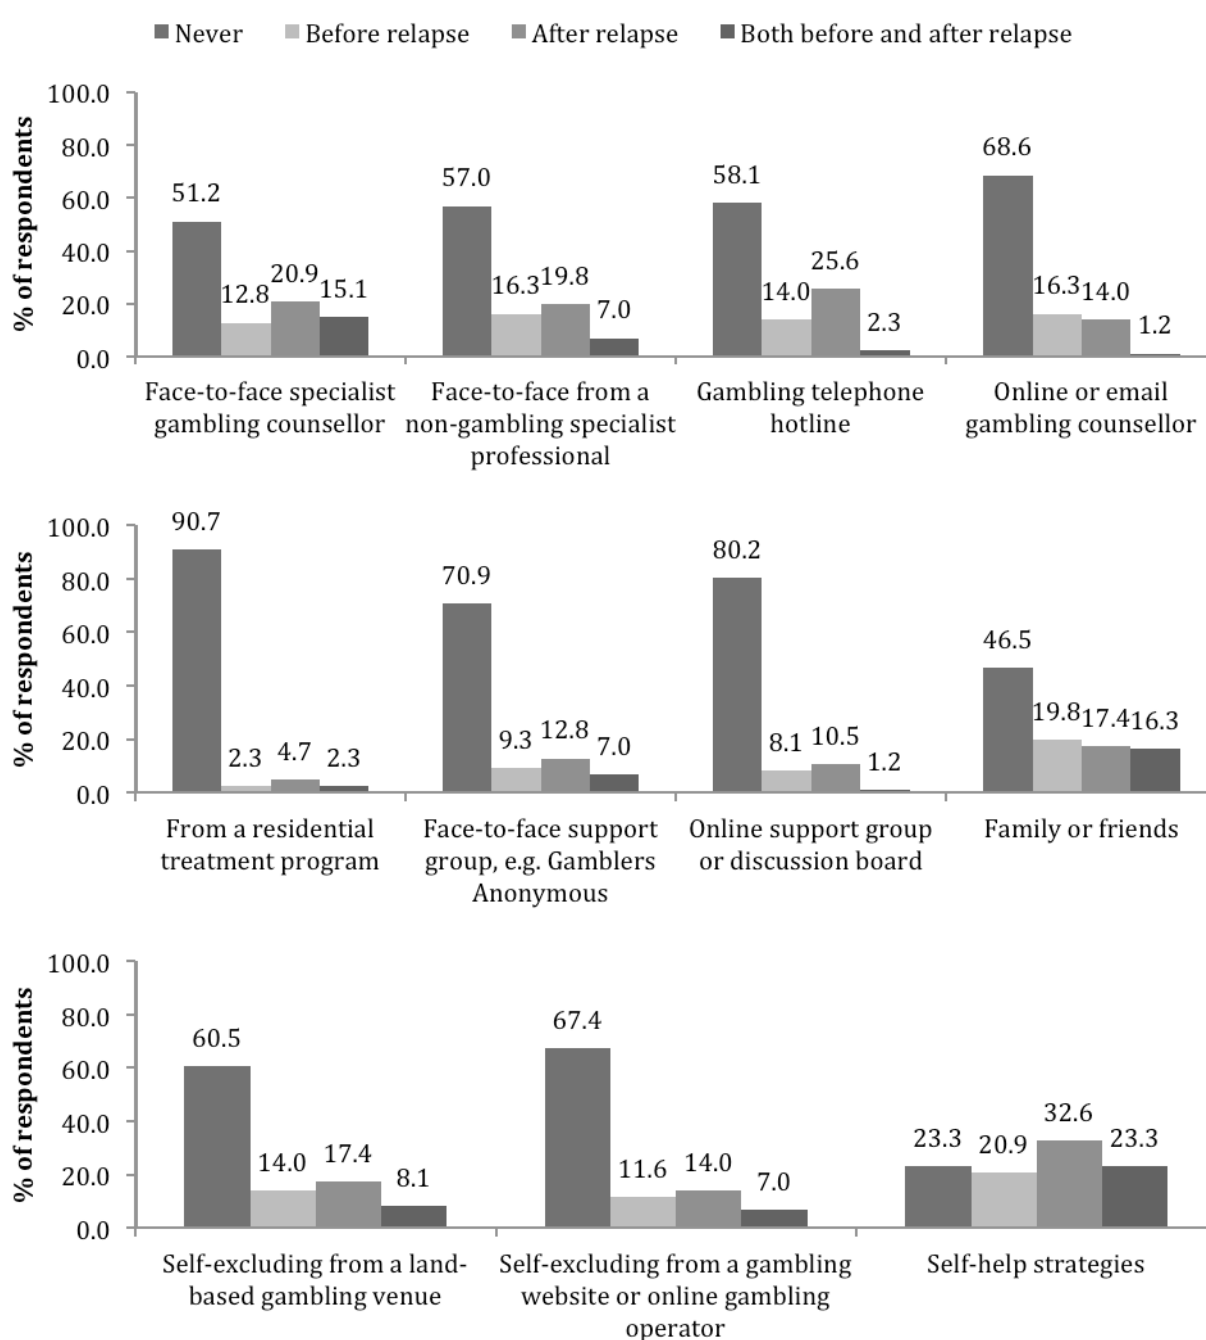 Never Before relapse After relapse Both before and after relapse
% of respondents
100.0
80.0
60.0
40.0
20.0
0.0
51.2 12.8 20.9 15.1
57.0 16.3 19.8 7.0
58.1 14.0 25.6 2.3
68.6 16.3 14.0 1.2
Face-to-face specialist
gambling counsellor
Face-to-face from a
non-gambling specialist
professional
Gambling telephone
hotline
Online or email
gambling counsellor
% of respondents
100.0
80.0
60.0
40.0
20.0
0.0
90.7 2.3 4.7 2.3
70.9 9.3 12.8 7.0
80.2 8.1 10.5 1.2
46.5 19.8 17.4 16.3
From a residential
treatment program
Face-to-face support
group, e.g. Gamblers
Anonymous
Online support group
or discussion board
Family or friends
% of respondents
100.0
80.0
60.0
40.0
20.0
0.0
60.5 14.0 17.4 8.1
67.4 11.6 14.0 7.0
23.3 20.9 32.6 23.3
Self-excluding from a land-
based gambling venue
Self-excluding from a gambling
website or online gambling
operator
Self-help strategies